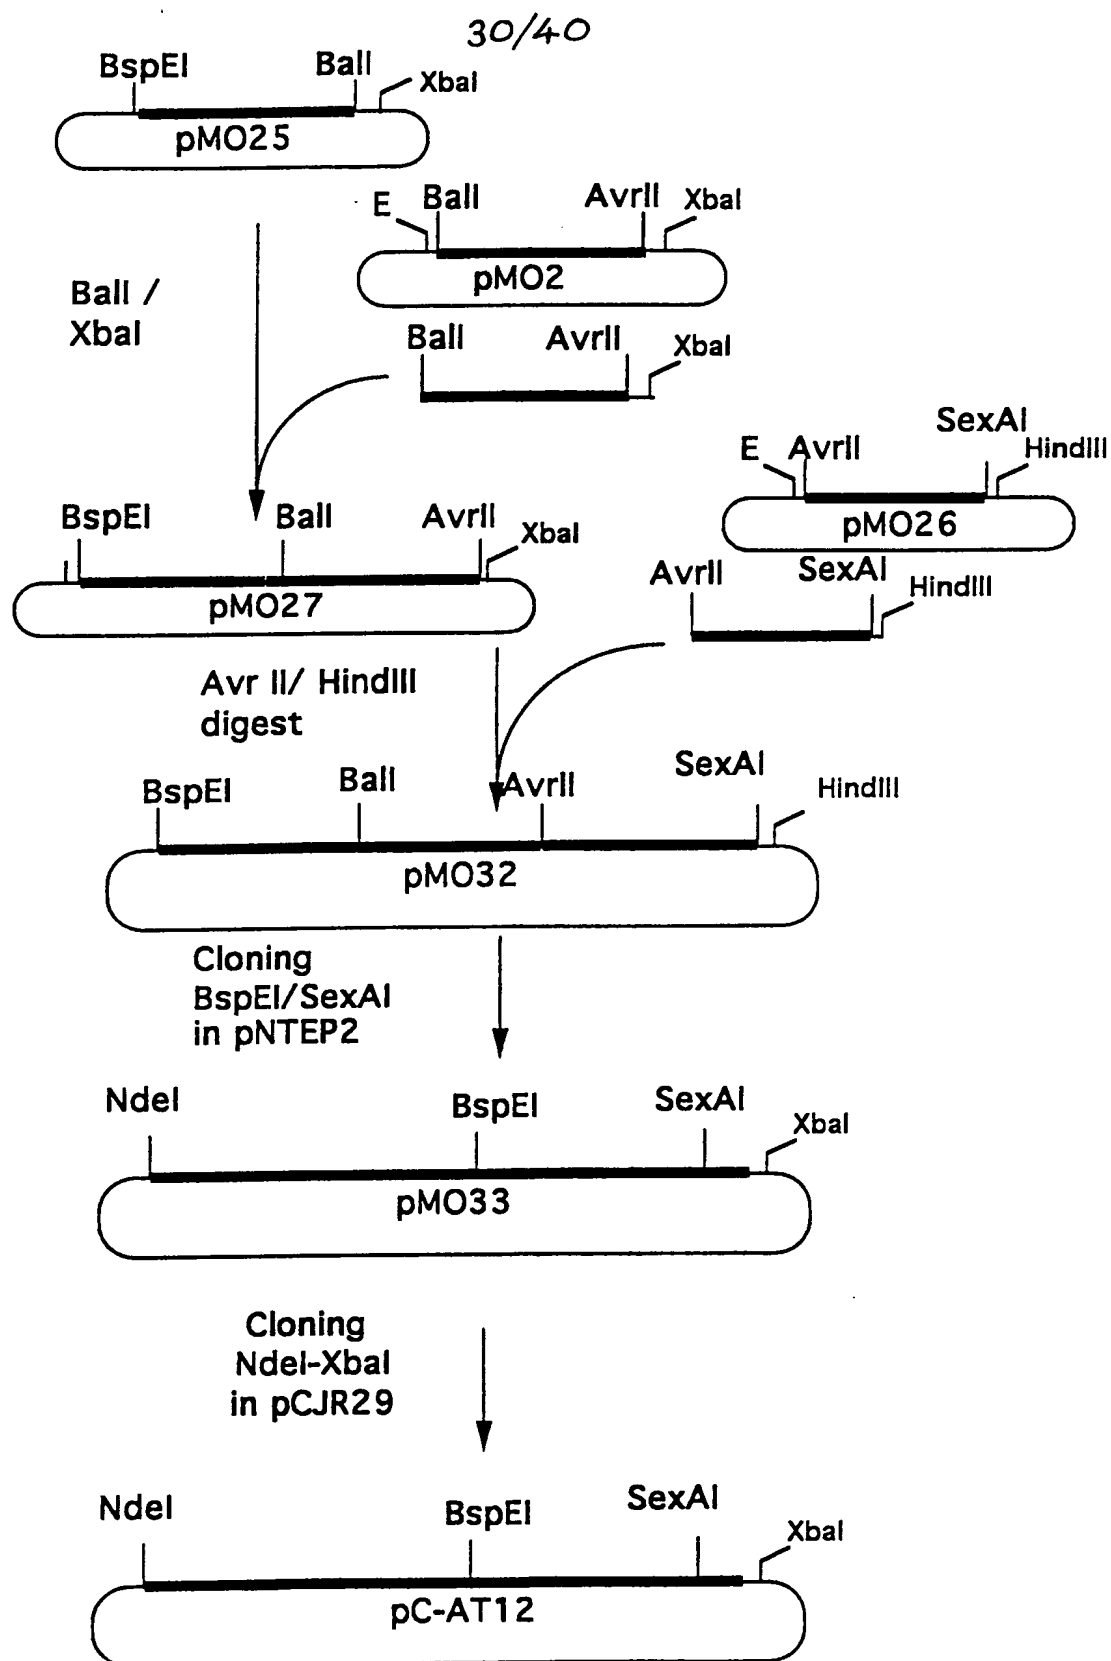 30/40
BspEI BalI XbaI
pMO25
E BalI AvrII XbaI
pMO2
BalI /
XbaI
BalI AvrII XbaI
SexAI
E AvrII HindIII
pMO26
BspEI BalI AvrII XbaI
pMO27
AvrII SexAI HindIII
Avr II/ HindIII
digest
BspEI BalI AvrII SexAI HindIII
pMO32
Cloning
BspEI/SexAI
in pNTEP2
NdeI BspEI SexAI XbaI
pMO33
Cloning
NdeI-XbaI
in pCJR29
NdeI BspEI SexAI XbaI
pC-AT12